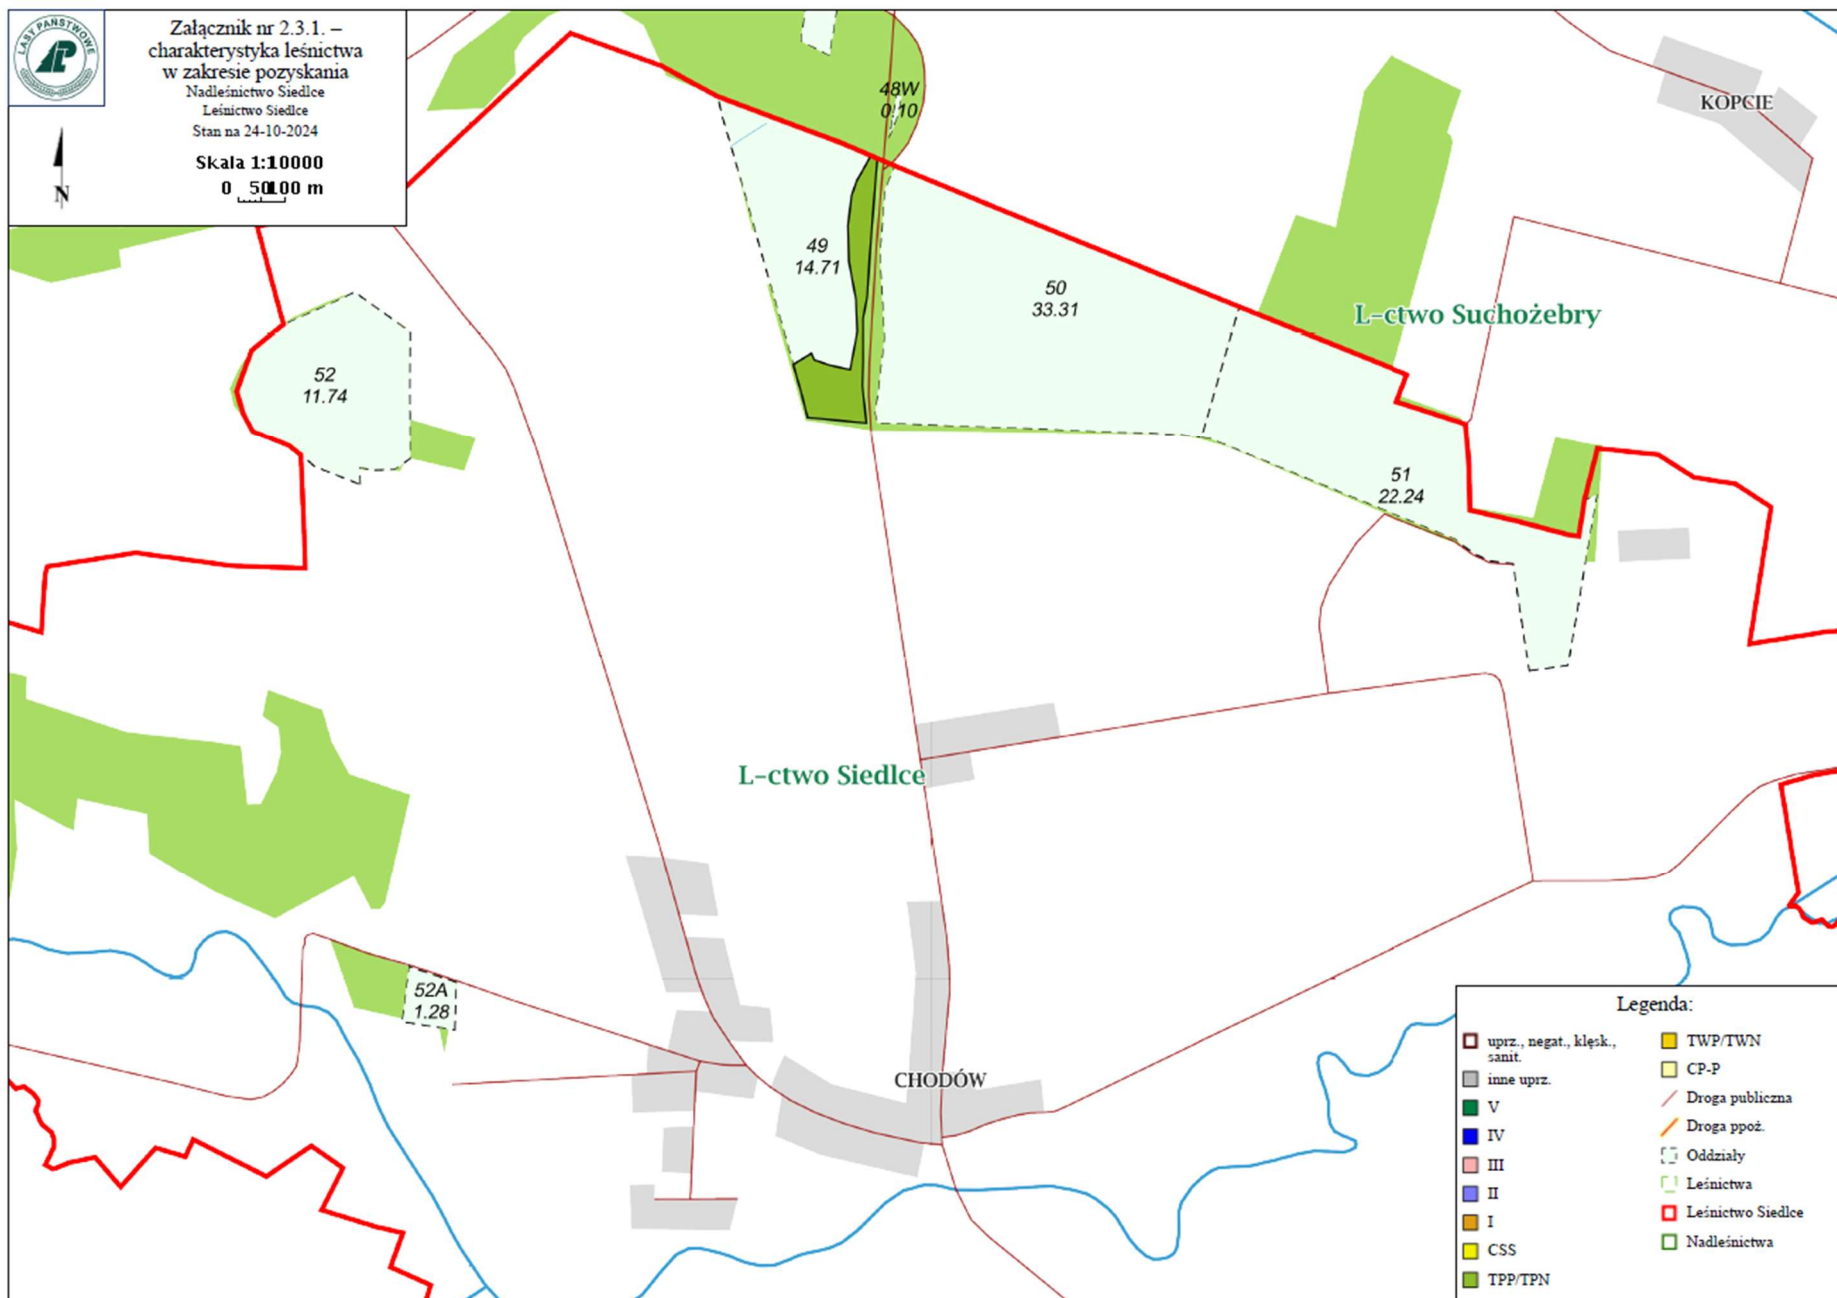 LASY PAŃSTWOWE
Załącznik nr 2.3.1. –
charakterystyka leśnictwa
w zakresie pozyskania
Nadleśnictwo Siedlce
Leśnictwo Siedlce
Stan na 24-10-2024
Skala 1:10000
0 50100 m
N
48W
0.10
KOPCIE
49
14.71
50
33.31
L-ctwo Suchożebry
52
11.74
51
22.24
L-ctwo Siedlce
52A
1.28
CHODÓW
Legenda:
uprz., negat., klęsk.,
sanit.
inne uprz.
V
IV
III
II
I
CSS
TPP/TPN
TWP/TWN
CP-P
Droga publiczna
Droga ppoż.
Oddziały
Leśnictwa
Leśnictwo Siedlce
Nadleśnictwa